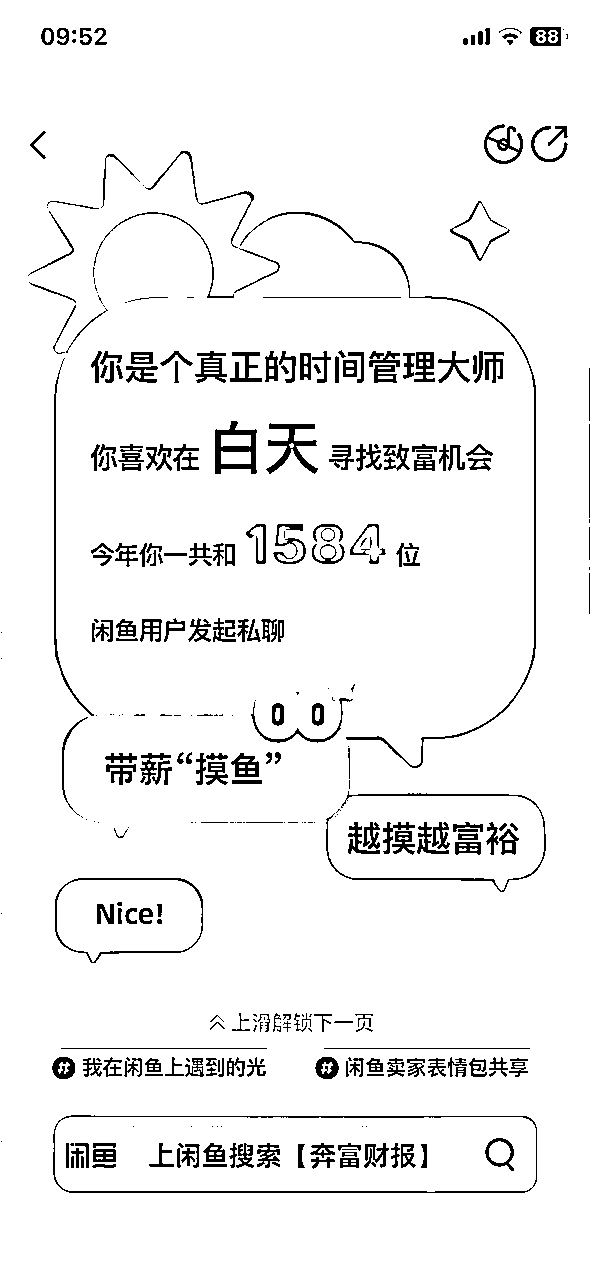 09:52
88
你是个真正的时间管理大师
你喜欢在 白天 寻找致富机会
今年你一共和 1584 位
闲鱼用户发起私聊
带薪“摸鱼”
越摸越富裕
Nice!
上滑解锁下一页
# 我在闲鱼上遇到的光
# 闲鱼卖家表情包共享
闲鱼 上闲鱼搜索【奔富财报】